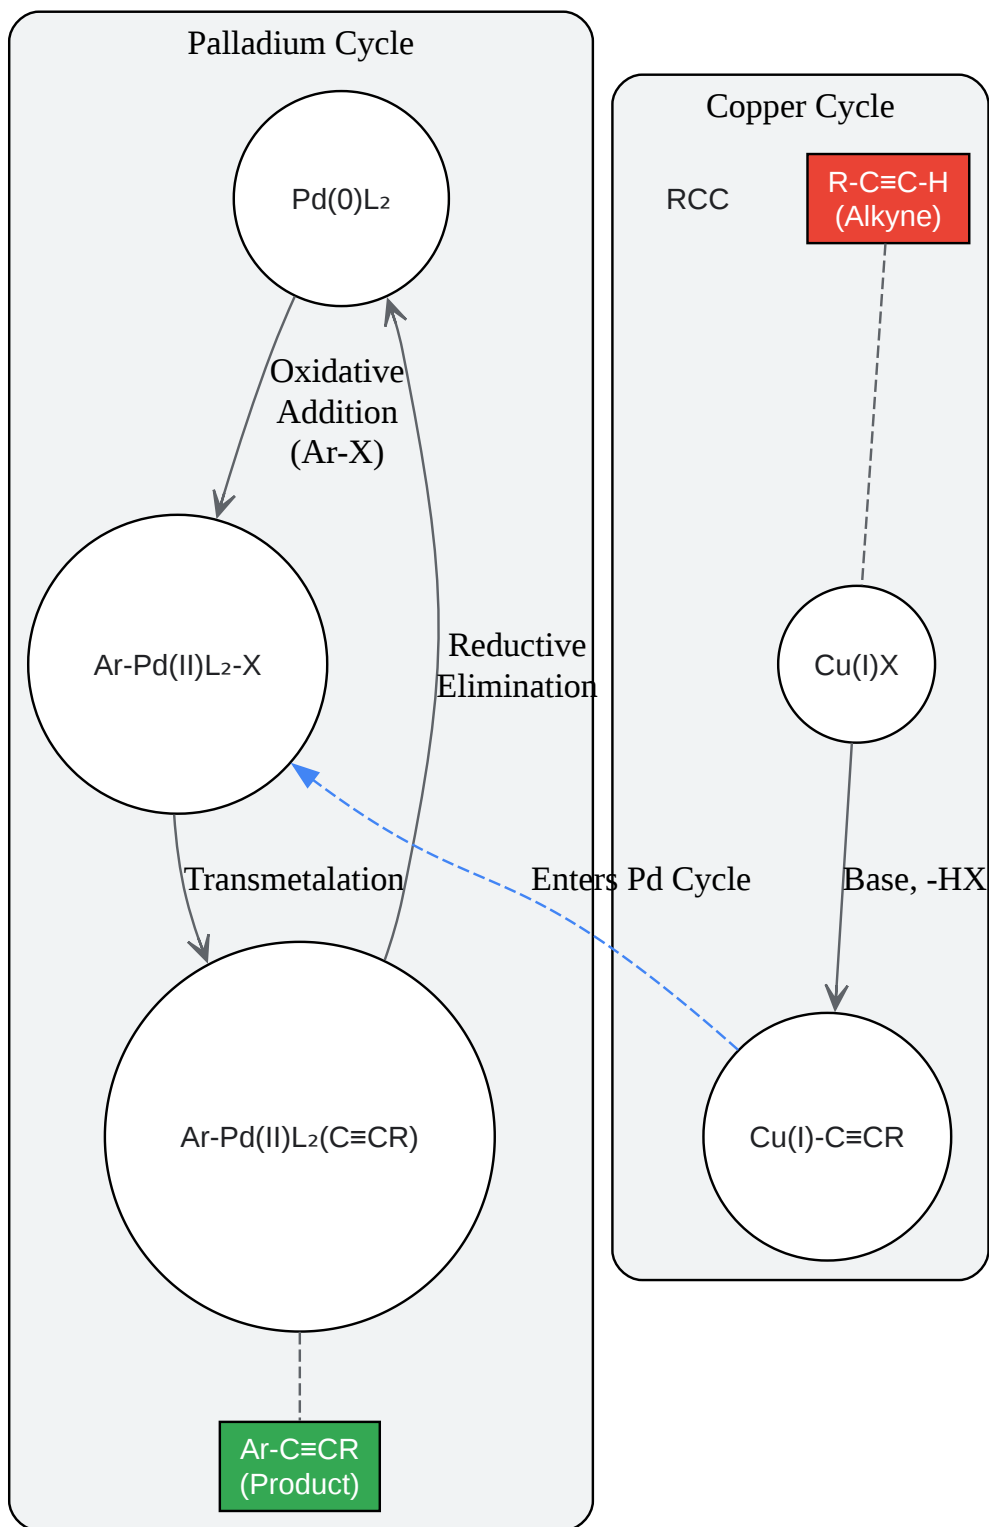 Palladium Cycle
Pd(0)L₂
Oxidative
Addition
(Ar-X)
Ar-Pd(II)L₂-X
Reductive
Elimination
Transmetalation
Ar-Pd(II)L₂(C≡CR)
Ar-C≡CR
(Product)
Enters Pd Cycle
Copper Cycle
RCC
R-C≡C-H
(Alkyne)
Cu(I)X
Base, -HX
Cu(I)-C≡CR